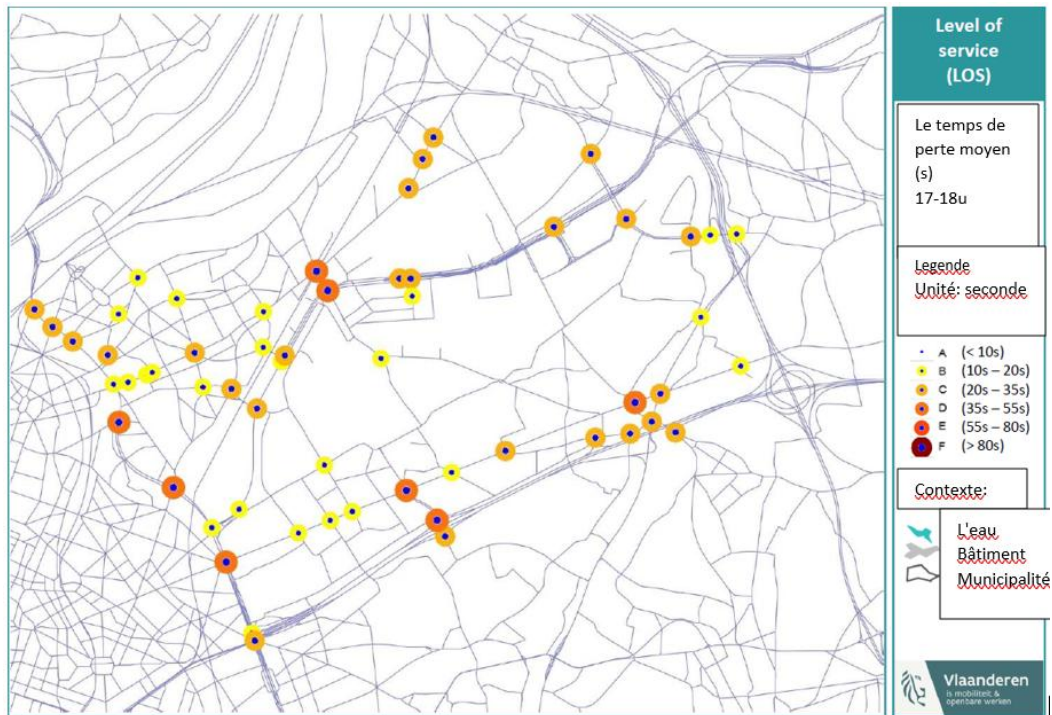 Level of
service
(LOS)
Le temps de
perte moyen
(s)
17-18u
Legende
Unité: seconde
A (< 10s)
B (10s – 20s)
C (20s – 35s)
D (35s – 55s)
E (55s – 80s)
F (> 80s)
Contexte:
L'eau
Bâtiment
Municipalité
Vlaanderen
is mobiliteit &
openbare werken